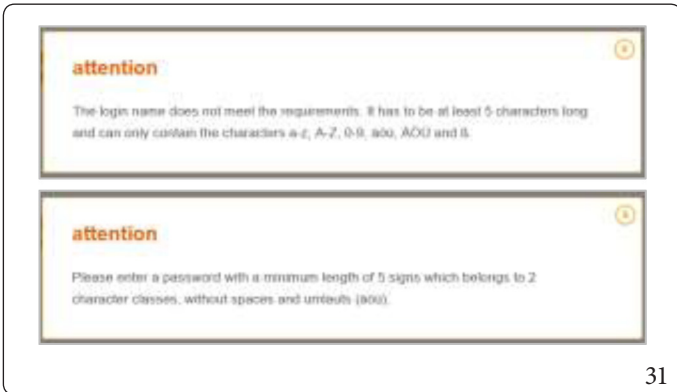 attention
The login name does not meet the requirements. It has to be at least 5 characters long
and can only contain the characters a-z, A-Z, 0-9, äöü, ÄÖÜ and ß.
attention
Please enter a password with a minimum length of 5 signs which belongs to 2
character classes, without spaces and umlauts (äöü).
31